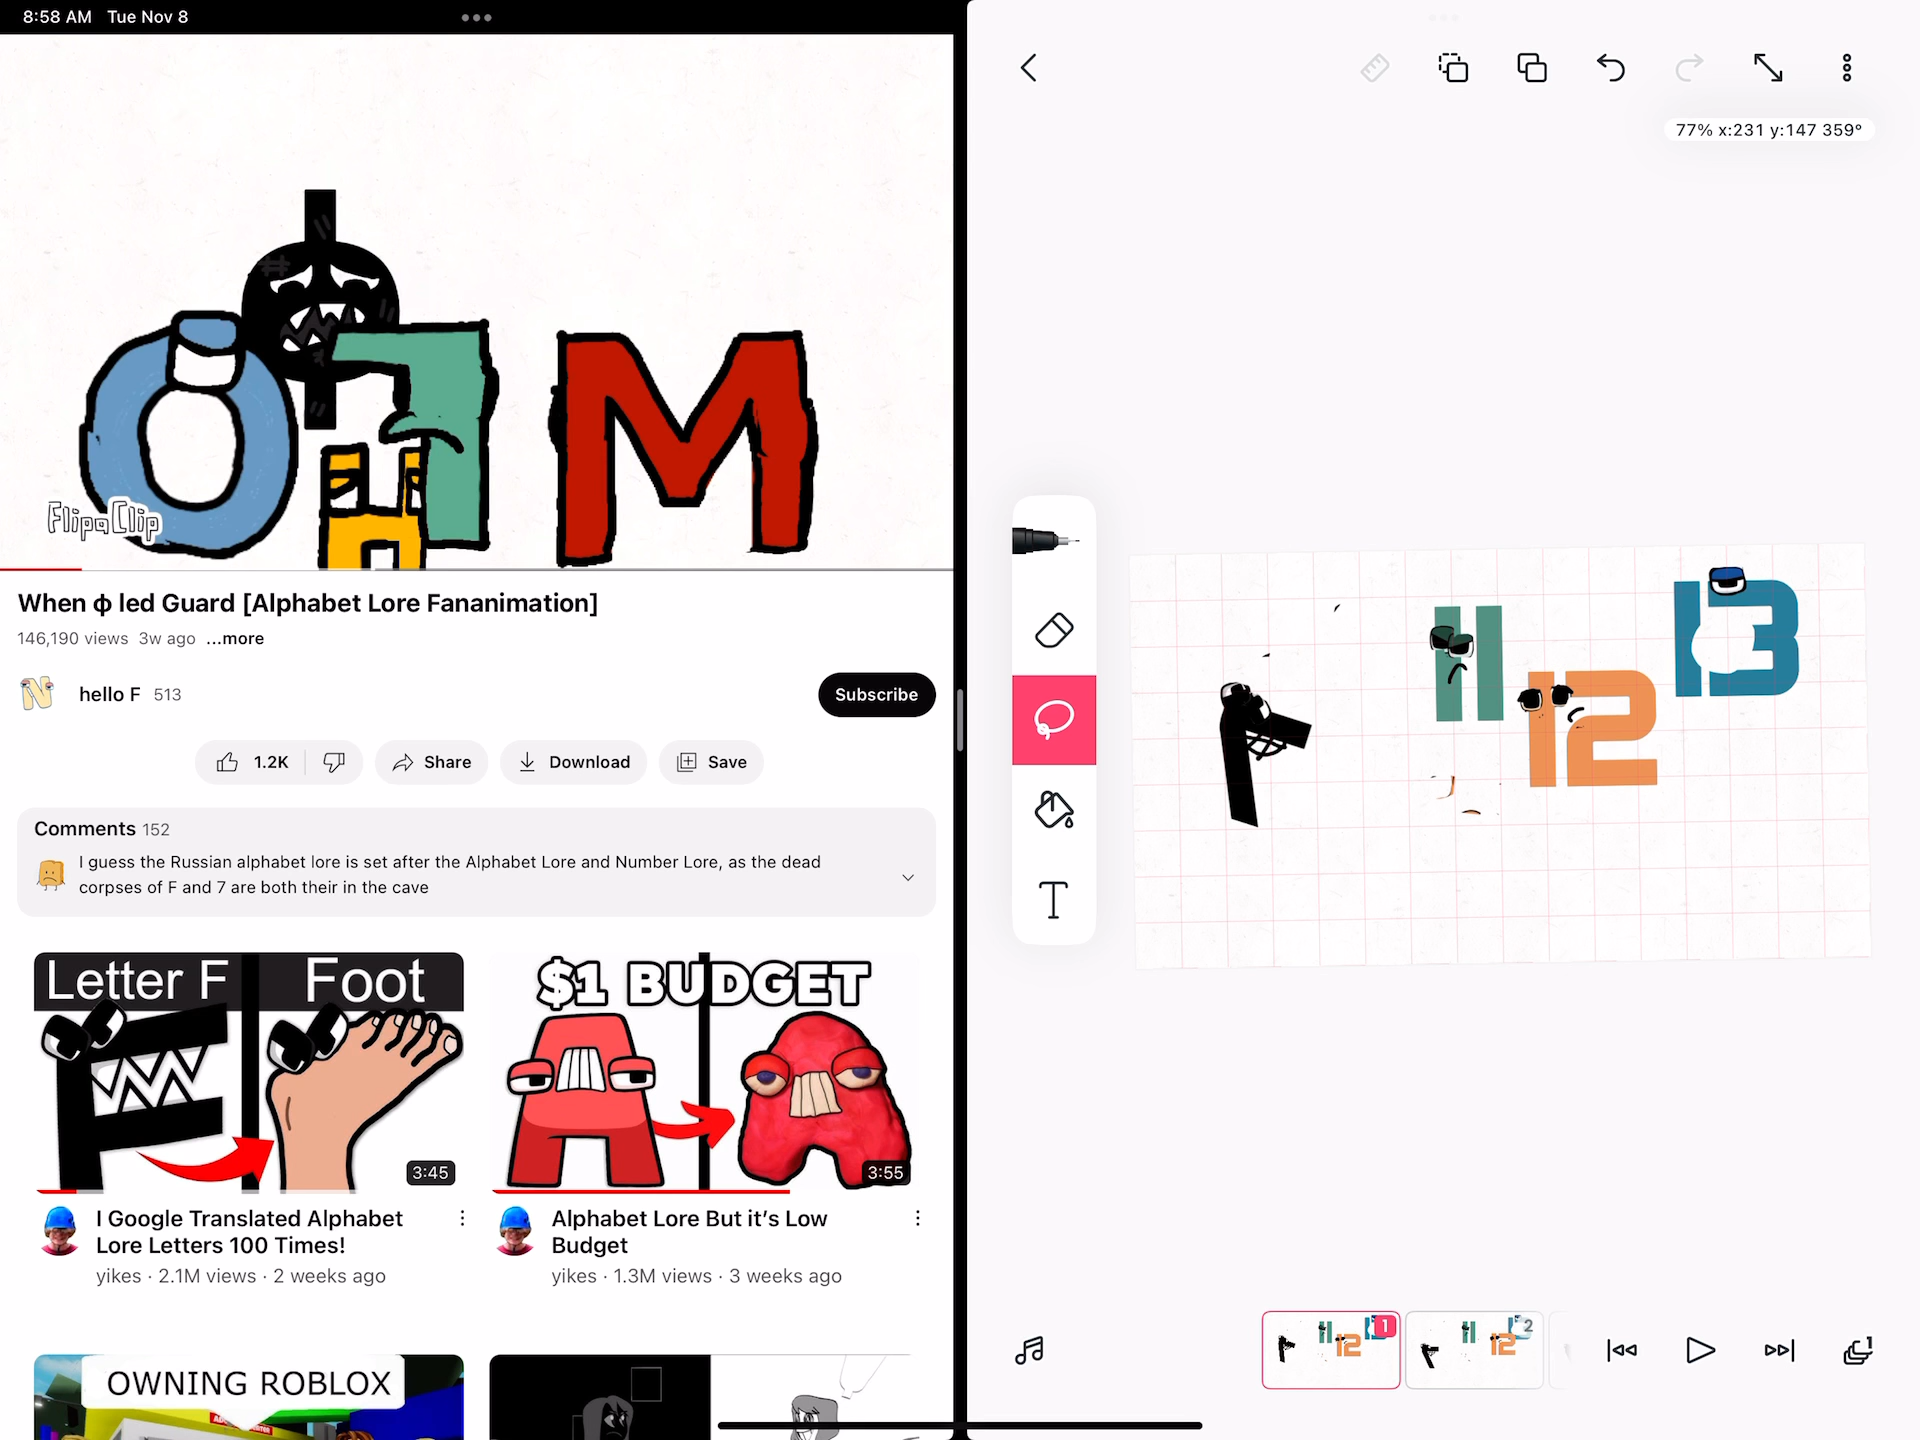 8:58 AM Tue Nov 8
FlipaClip
M
When ф led Guard [Alphabet Lore Fananimation]
146,190 views 3w ago ...more
hello F 513
Subscribe
1.2K
Share
Download
Save
Comments 152
I guess the Russian alphabet lore is set after the Alphabet Lore and Number Lore, as the dead
corpses of F and 7 are both their in the cave
Letter F Foot
3:45
I Google Translated Alphabet
Lore Letters 100 Times!
yikes · 2.1M views · 2 weeks ago
$1 BUDGET
3:55
Alphabet Lore But it's Low
Budget
yikes · 1.3M views · 3 weeks ago
OWNING ROBLOX
77% x:231 y:147 359°
11
12
13
T
1
2